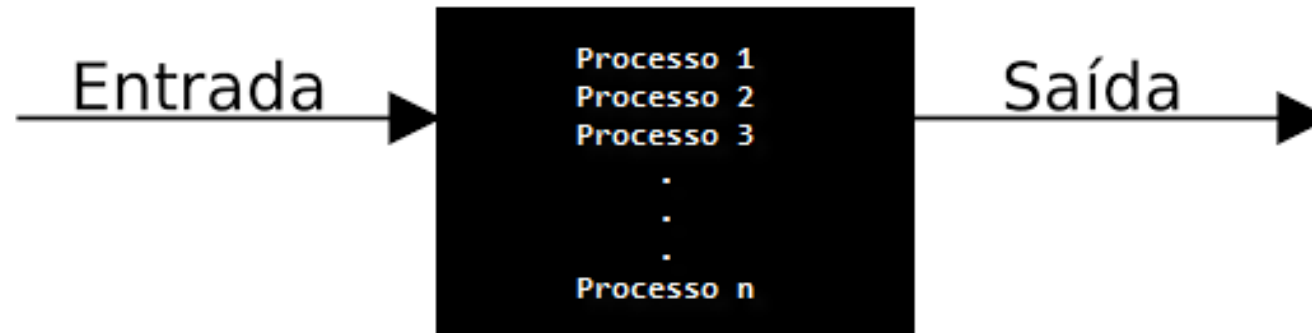 Entrada
Processo 1
Processo 2
Processo 3
.
.
.
Processo n
Saída